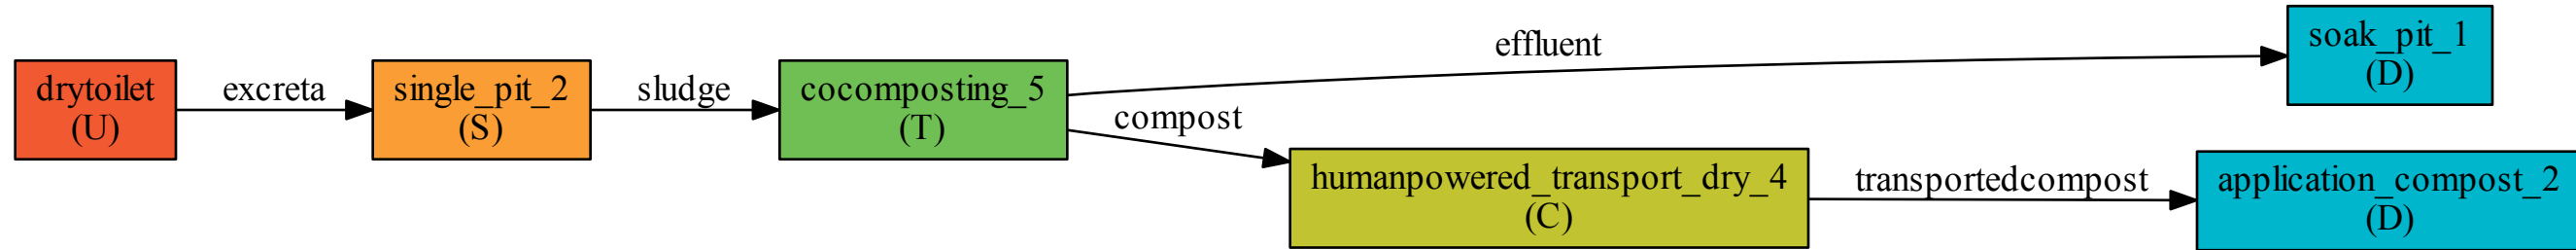 drytoilet
(U)
excreta
single_pit_2
(S)
sludge
cocomposting_5
(T)
effluent
soak_pit_1
(D)
compost
humanpowered_transport_dry_4
(C)
transportedcompost
application_compost_2
(D)